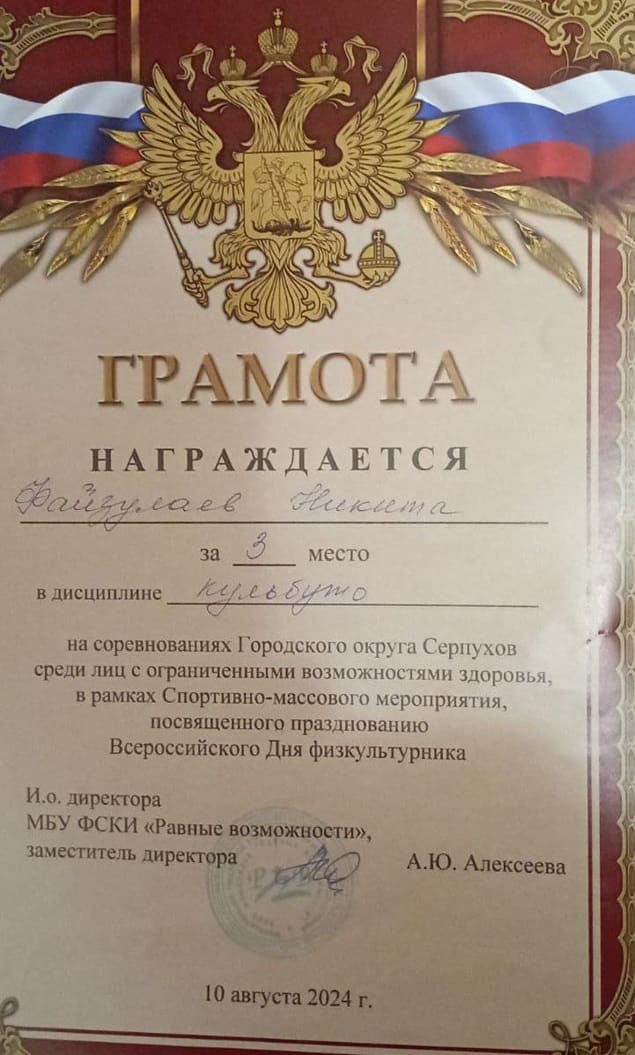 ГРАМОТА
НАГРАЖДАЕТСЯ
Файзулаев Никита
за 3 место
в дисциплине кульбуто
на соревнованиях Городского округа Серпухов
среди лиц с ограниченными возможностями здоровья,
в рамках Спортивно-массового мероприятия,
посвященного празднованию
Всероссийского Дня физкультурника
И.о. директора
МБУ ФСКИ «Равные возможности»,
заместитель директора А.Ю. Алексеева
10 августа 2024 г.